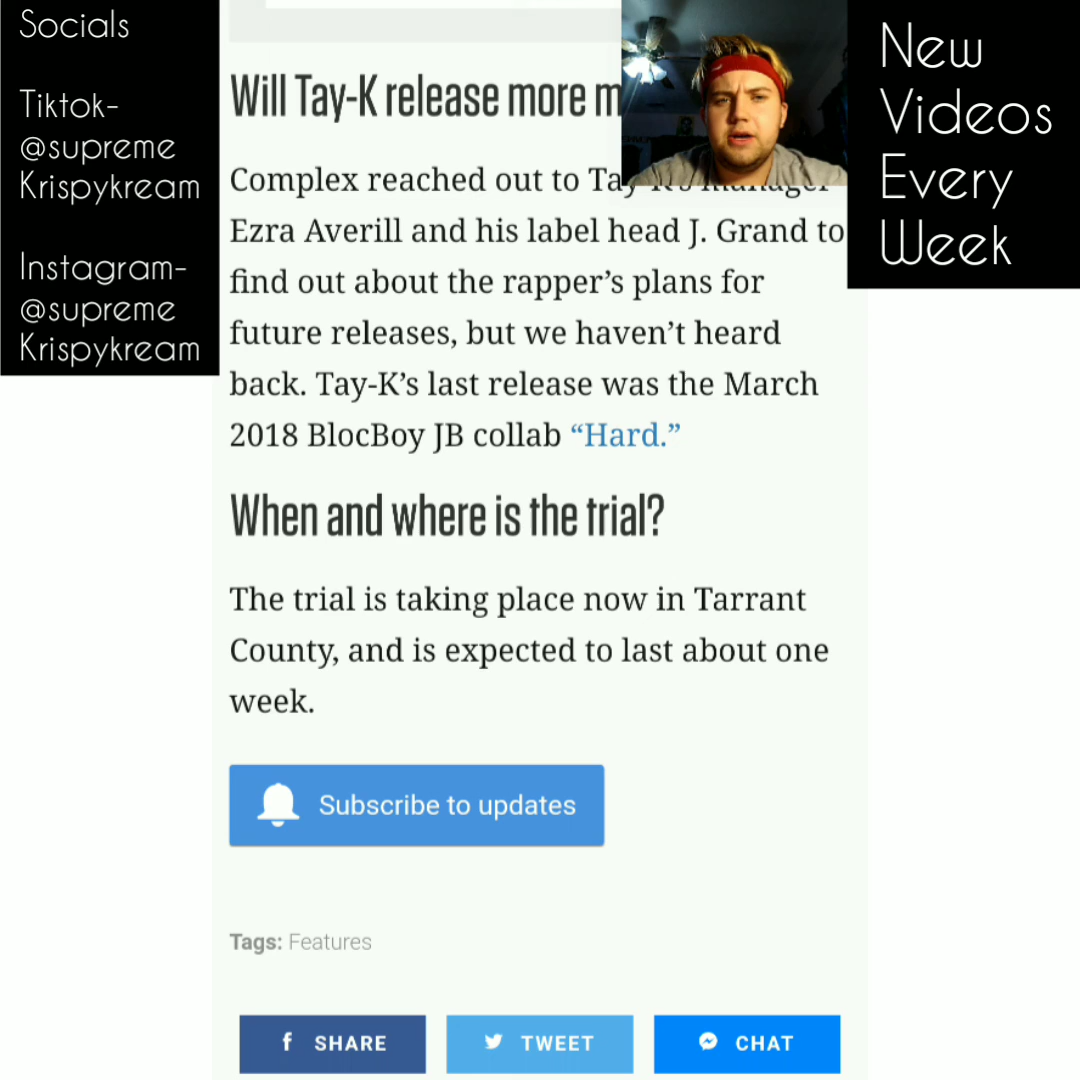 Socials
Tiktok-
@supreme
Krispykream
Instagram-
@supreme
Krispykream
New
Videos
Every
Week
Will Tay-K release more
Complex reached out to
Ezra Averill and his label head J. Grand to
find out about the rapper’s plans for
future releases, but we haven’t heard
back. Tay-K’s last release was the March
2018 BlocBoy JB collab “Hard.”
When and where is the trial?
The trial is taking place now in Tarrant
County, and is expected to last about one
week.
Subscribe to updates
Tags: Features
f SHARE
TWEET
CHAT